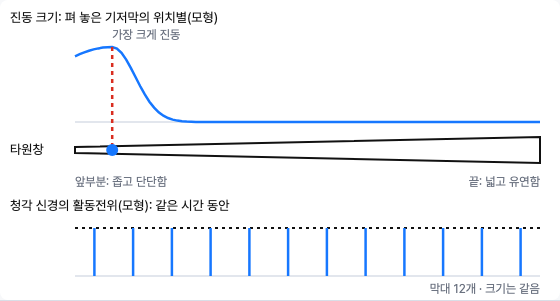 진동 크기: 펴 놓은 기저막의 위치별(모형)
가장 크게 진동
타원창
앞부분: 좁고 단단함
끝: 넓고 유연함
청각 신경의 활동전위(모형): 같은 시간 동안
막대 12개 · 크기는 같음